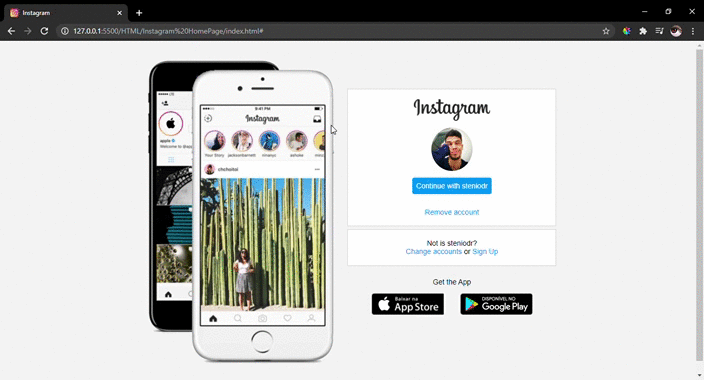 Instagram
127.0.0.1:5500/HTML/Instagram%20HomePage/index.html#
apple
Welcome to @app
9:41 PM
Instagram
Your Story
jacksonbarnett
ashoke
chchoitoi
Instagram
Continue with steniodr
Remove account
Not is steniodr?
Change accounts or Sign Up
Get the App
Baixar na
App Store
DISPONÍVEL NO
Google Play